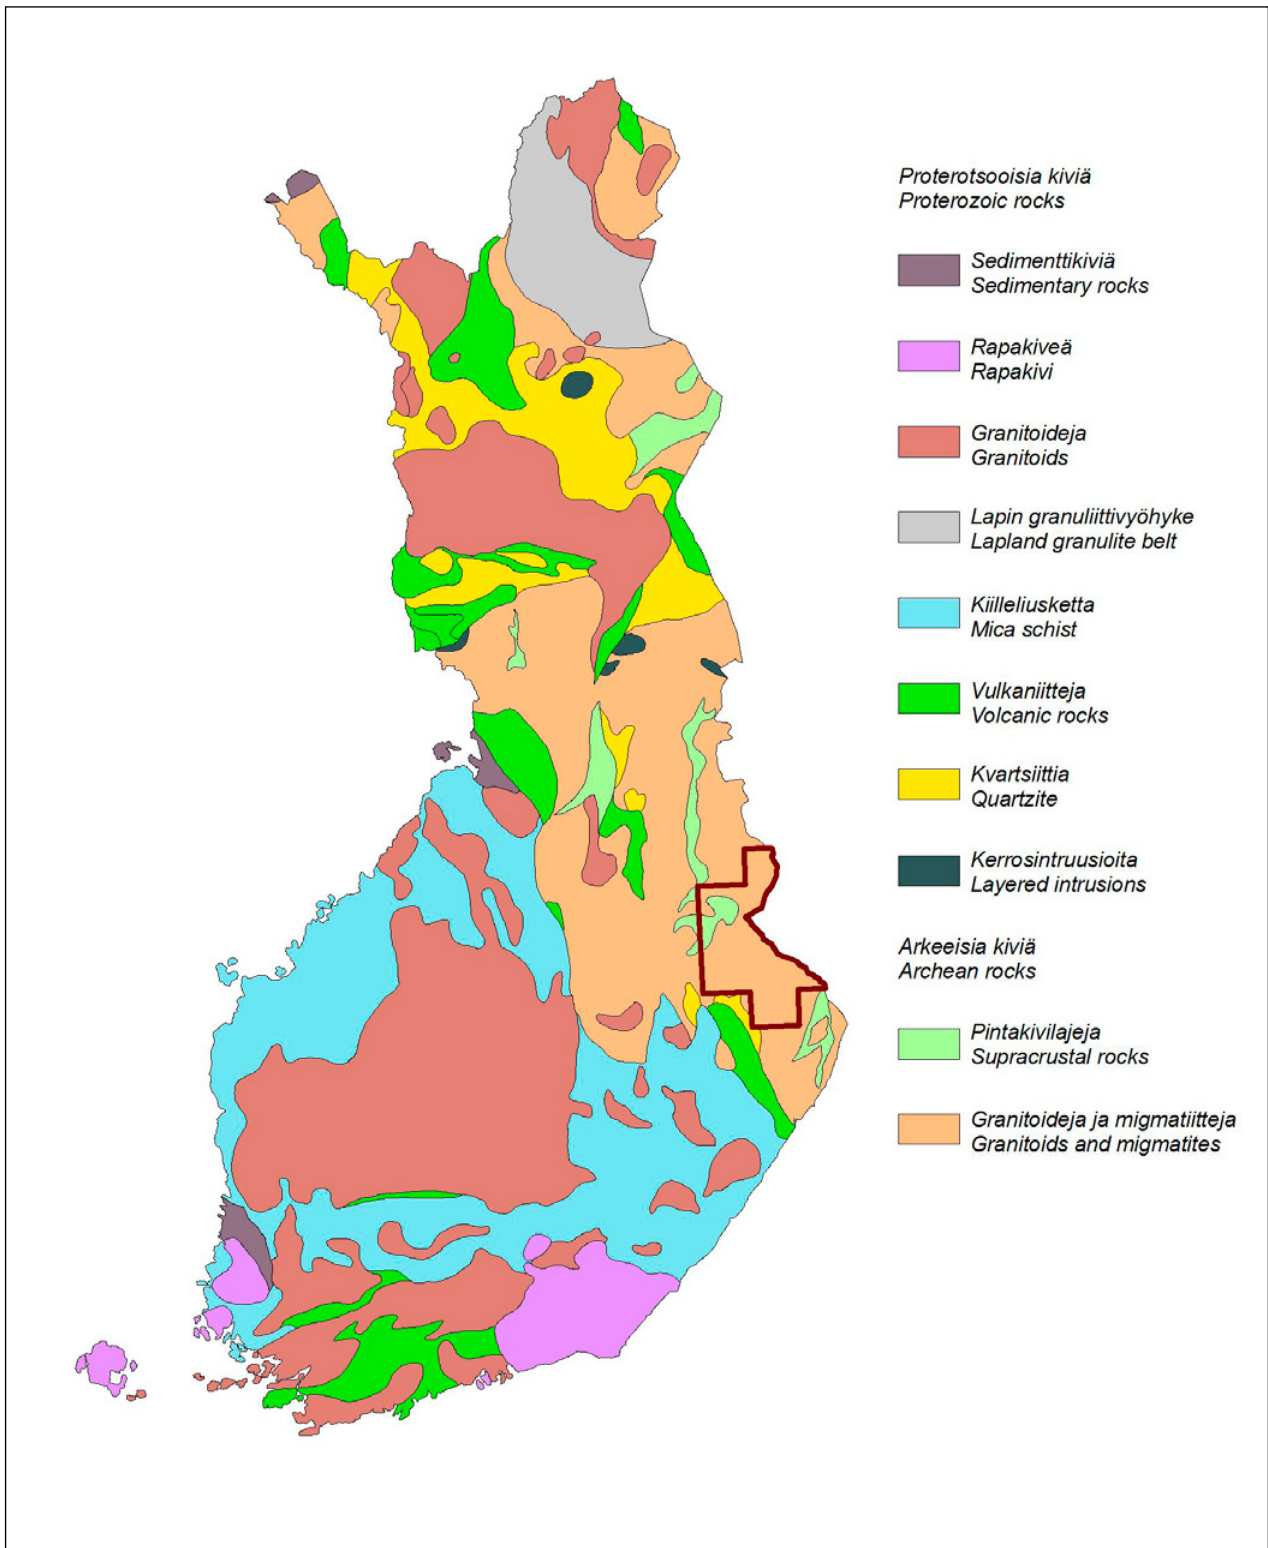 Proterotsooisia kiviä
Proterozoic rocks
Sedimenttikiviä
Sedimentary rocks
Rapakiveä
Rapakivi
Granitoideja
Granitoids
Lapin granuliittivyöhyke
Lapland granulite belt
Kiilleliusketta
Mica schist
Vulkaniitteja
Volcanic rocks
Kvartsiittia
Quartzite
Kerrosintruusioita
Layered intrusions
Arkeeisia kiviä
Archean rocks
Pintakivilajeja
Supracrustal rocks
Granitoideja ja migmatiitteja
Granitoids and migmatites